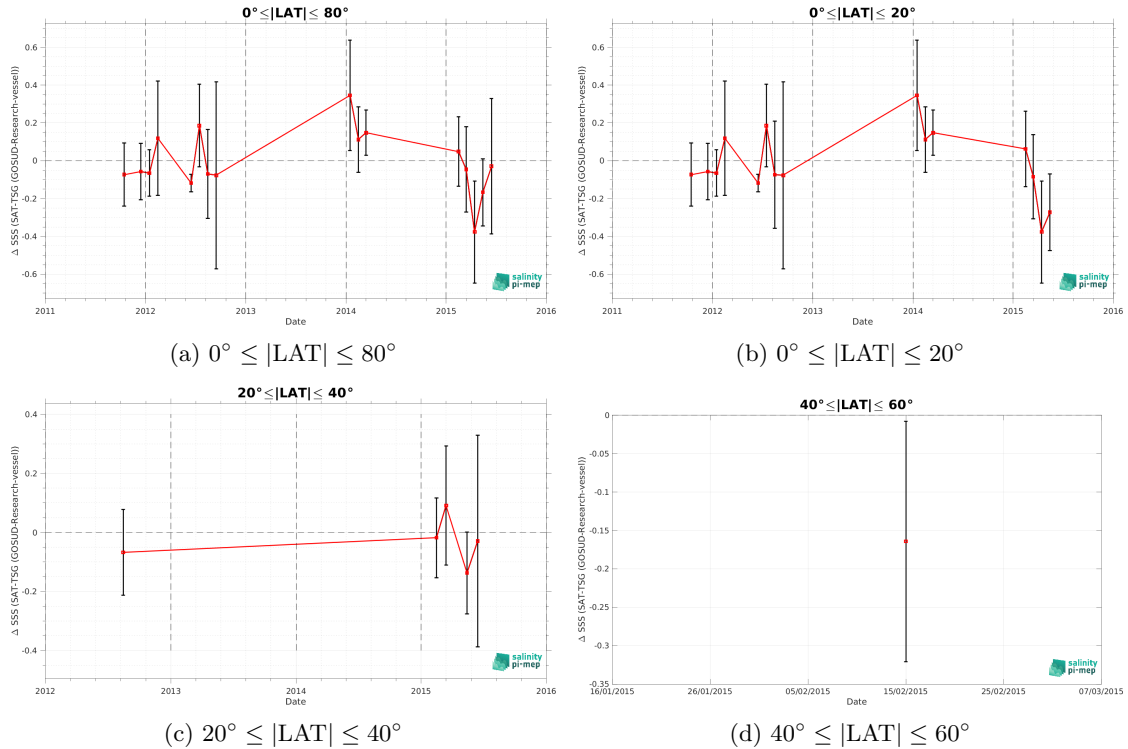 0°≤|LAT|≤ 80°
Δ SSS (SAT-TSG (GOSUD-Research-vessel))
0.6
0.4
0.2
0
-0.2
-0.4
-0.6
2011 2012 2013 2014 2015 2016
Date
salinity
pi-mep
(a) 0° ≤ |LAT| ≤ 80°
0°≤|LAT|≤ 20°
Δ SSS (SAT-TSG (GOSUD-Research-vessel))
0.6
0.4
0.2
0
-0.2
-0.4
-0.6
2011 2012 2013 2014 2015 2016
Date
salinity
pi-mep
(b) 0° ≤ |LAT| ≤ 20°
20°≤|LAT|≤ 40°
Δ SSS (SAT-TSG (GOSUD-Research-vessel))
0.4
0.2
0
-0.2
-0.4
2012 2013 2014 2015 2016
Date
salinity
pi-mep
(c) 20° ≤ |LAT| ≤ 40°
40°≤|LAT|≤ 60°
Δ SSS (SAT-TSG (GOSUD-Research-vessel))
0
-0.05
-0.1
-0.15
-0.2
-0.25
-0.3
-0.35
16/01/2015 26/01/2015 05/02/2015 15/02/2015 25/02/2015 07/03/2015
Date
salinity
pi-mep
(d) 40° ≤ |LAT| ≤ 60°